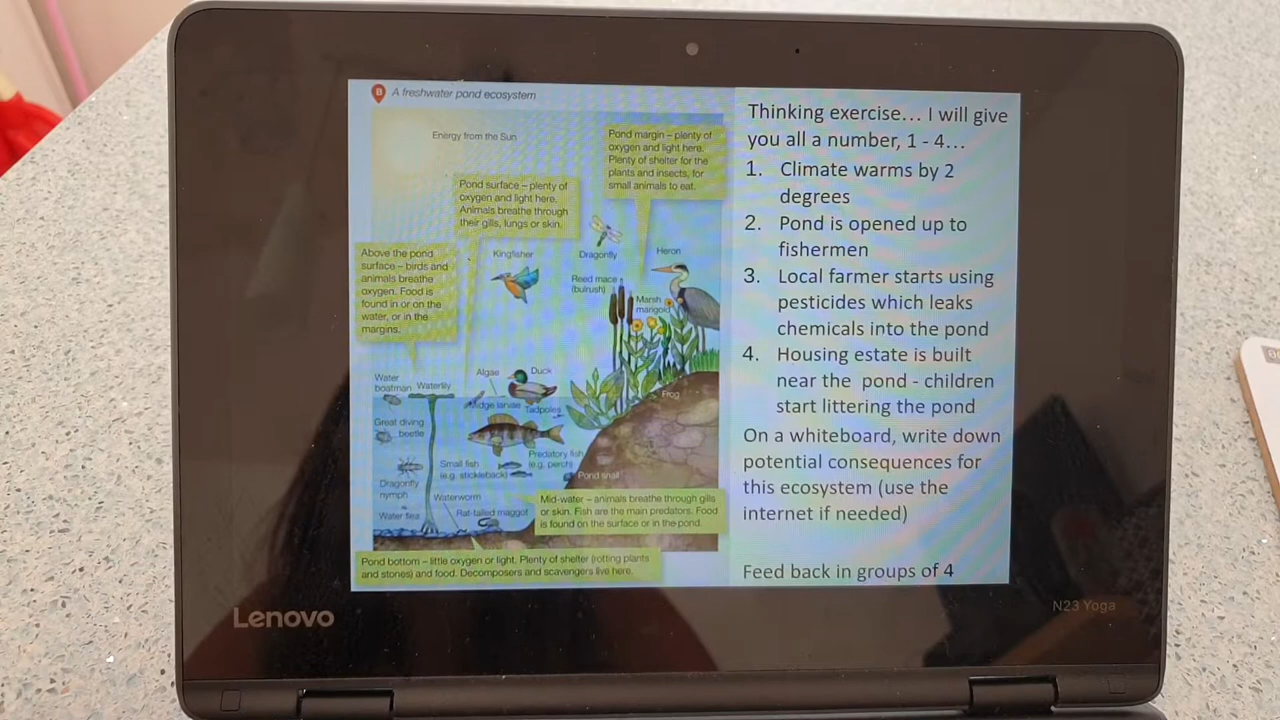 B A freshwater pond ecosystem
Energy from the Sun
Pond margin – plenty of
oxygen and light here.
Plenty of shelter for the
plants and insects, for
small animals to eat.
Pond surface – plenty of
oxygen and light here.
Animals breathe through
their gills, lungs or skin.
Above the pond
surface – birds and
animals breathe
oxygen. Food is
found in or on the
water, or in the
margins.
Kingfisher
Dragonfly
Heron
Reed mace
(bulrush)
Marsh
marigold
Water
boatman
Waterlily
Algae
Duck
Frog
Midge larvae
Tadpoles
Great diving
beetle
Predatory fish
(e.g. perch)
Small fish
(e.g. stickleback)
Pond snail
Dragonfly
nymph
Waterworm
Water flea
Rat-tailed maggot
Mid-water – animals breathe through gills
or skin. Fish are the main predators. Food
is found on the surface or in the pond.
Pond bottom – little oxygen or light. Plenty of shelter (rotting plants
and stones) and food. Decomposers and scavengers live here.
Thinking exercise... I will give
you all a number, 1 - 4...
1. Climate warms by 2
degrees
2. Pond is opened up to
fishermen
3. Local farmer starts using
pesticides which leaks
chemicals into the pond
4. Housing estate is built
near the pond - children
start littering the pond
On a whiteboard, write down
potential consequences for
this ecosystem (use the
internet if needed)
Feed back in groups of 4
Lenovo
N23 Yoga